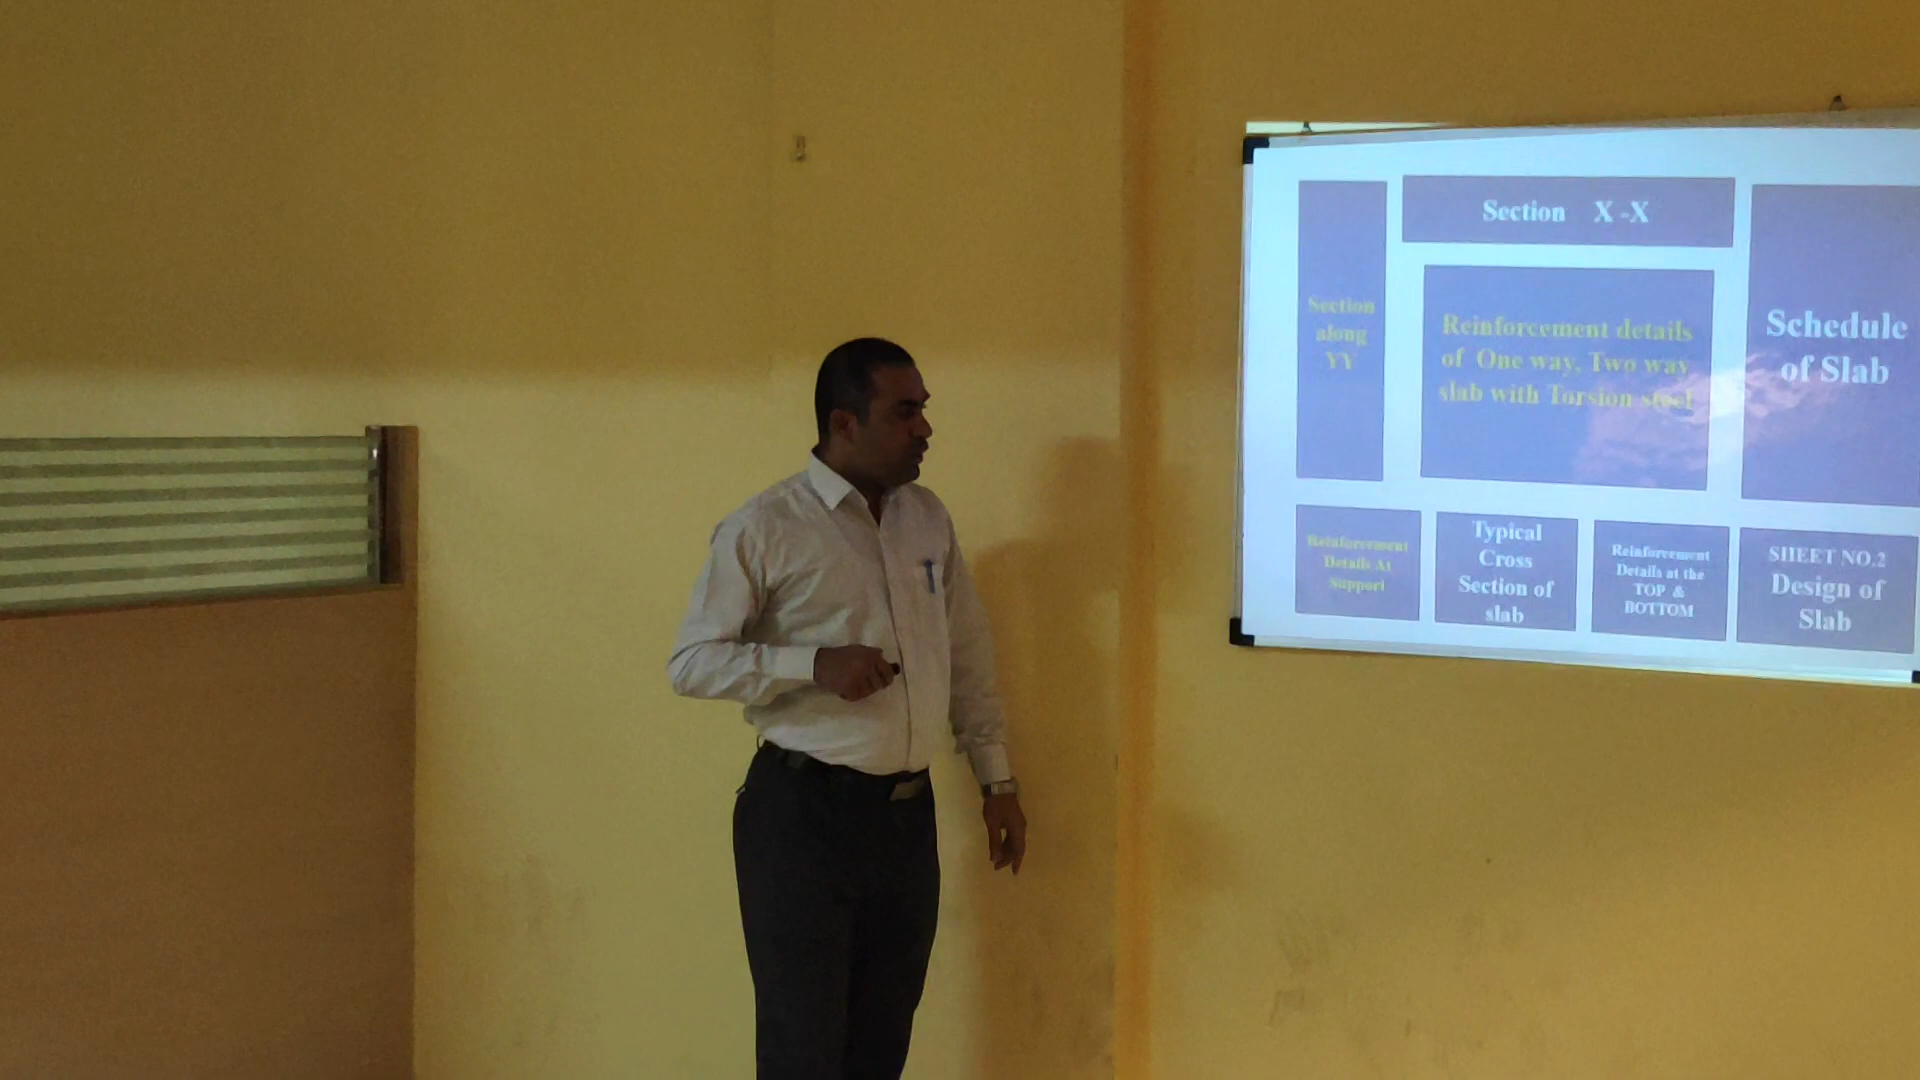 Section X -X
Section
along
YY
Reinforcement details
of One way, Two way
slab with Torsion steel
Schedule
of Slab
Reinforcement
Details At
Support
Typical
Cross
Section of
slab
Reinforcement
Details at the
TOP &
BOTTOM
SHEET NO.2
Design of
Slab